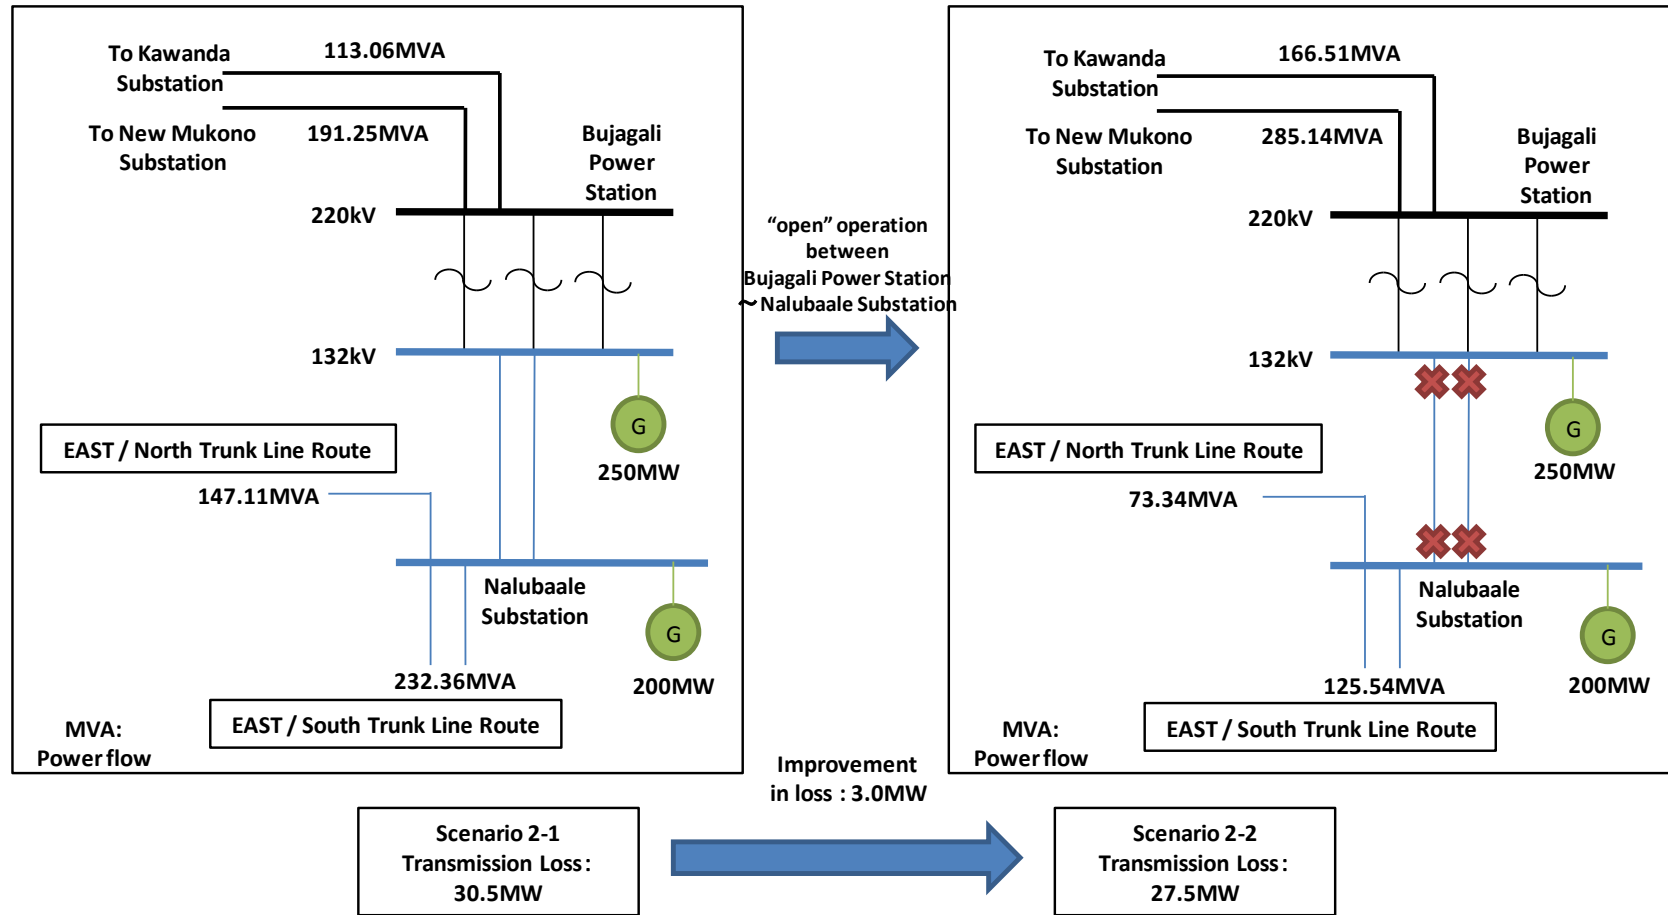 To Kawanda
Substation
113.06MVA
To New Mukono
Substation
191.25MVA
Bujagali
Power
Station
220kV
132kV
G
250MW
EAST / North Trunk Line Route
147.11MVA
Nalubaale
Substation
G
200MW
232.36MVA
EAST / South Trunk Line Route
MVA:
Power flow
“open” operation
between
Bujagali Power Station
～Nalubaale Substation
To Kawanda
Substation
166.51MVA
To New Mukono
Substation
285.14MVA
Bujagali
Power
Station
220kV
132kV
G
250MW
EAST / North Trunk Line Route
73.34MVA
Nalubaale
Substation
G
200MW
125.54MVA
EAST / South Trunk Line Route
MVA:
Power flow
Improvement
in loss : 3.0MW
Scenario 2-1
Transmission Loss :
30.5MW
Scenario 2-2
Transmission Loss :
27.5MW